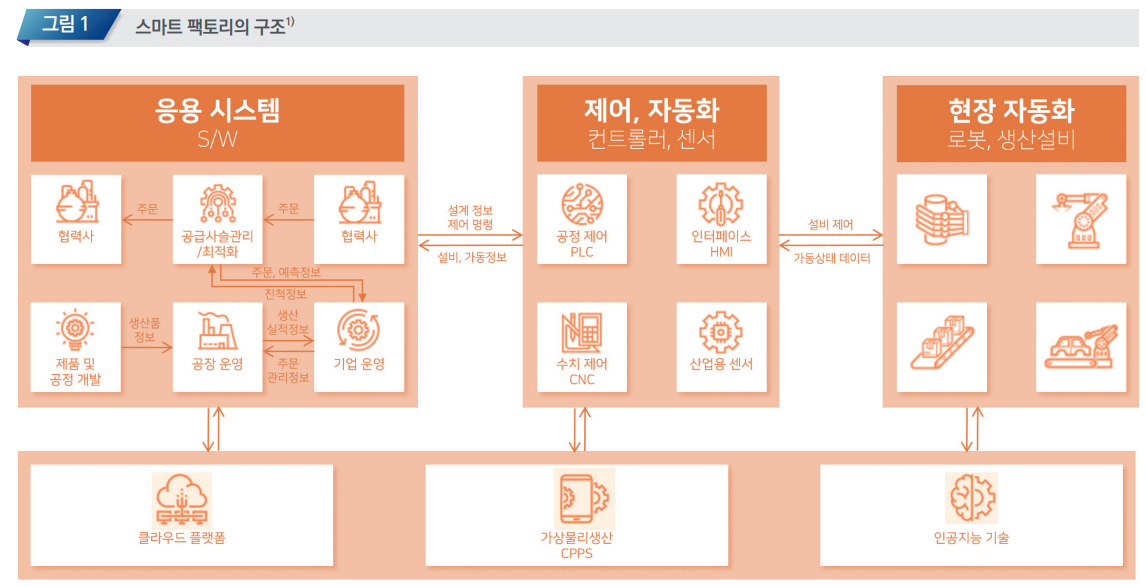 그림 1
스마트 팩토리의 구조1)
응용 시스템
S/W
협력사
주문
공급사슬관리
/최적화
주문
협력사
주문, 예측정보
진척정보
제품 및
공정 개발
생산품
정보
공장 운영
생산
실적정보
주문
관리정보
기업 운영
설계 정보
제어 명령
설비, 가동정보
제어, 자동화
컨트롤러, 센서
공정 제어
PLC
인터페이스
HMI
수치 제어
CNC
산업용 센서
설비 제어
가동상태 데이터
현장 자동화
로봇, 생산설비
클라우드 플랫폼
가상물리생산
CPPS
인공지능 기술